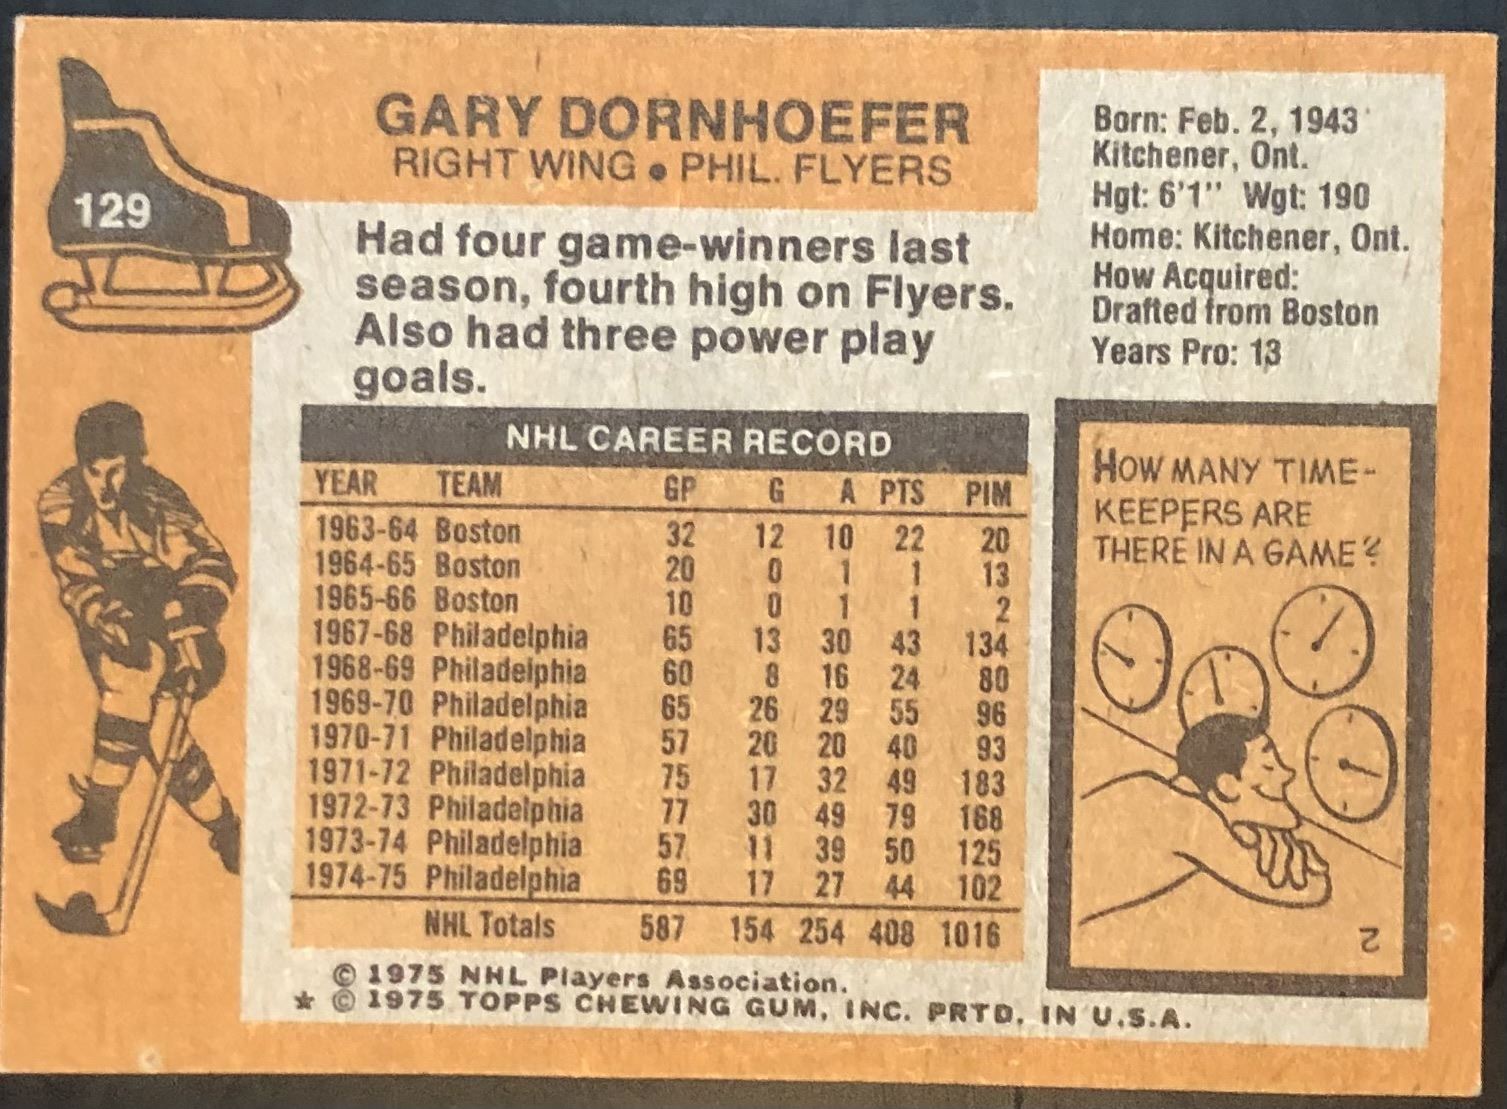 129
GARY DORNHOEFER
RIGHT WING • PHIL. FLYERS
Had four game-winners last
season, fourth high on Flyers.
Also had three power play
goals.
Born: Feb. 2, 1943
Kitchener, Ont.
Hgt: 6'1" Wgt: 190
Home: Kitchener, Ont.
How Acquired:
Drafted from Boston
Years Pro: 13
NHL CAREER RECORD
YEAR TEAM GP G A PTS PIM
1963-64 Boston 32 12 10 22 20
1964-65 Boston 20 0 1 1 13
1965-66 Boston 10 0 1 1 2
1967-68 Philadelphia 65 13 30 43 134
1968-69 Philadelphia 60 8 16 24 80
1969-70 Philadelphia 65 26 29 55 96
1970-71 Philadelphia 57 20 20 40 93
1971-72 Philadelphia 75 17 32 49 183
1972-73 Philadelphia 77 30 49 79 168
1973-74 Philadelphia 57 11 39 50 125
1974-75 Philadelphia 69 17 27 44 102
NHL Totals 587 154 254 408 1016
HOW MANY TIME-
KEEPERS ARE
THERE IN A GAME?
2
© 1975 NHL Players Association.
★ © 1975 TOPPS CHEWING GUM, INC. PRTD. IN U.S.A.